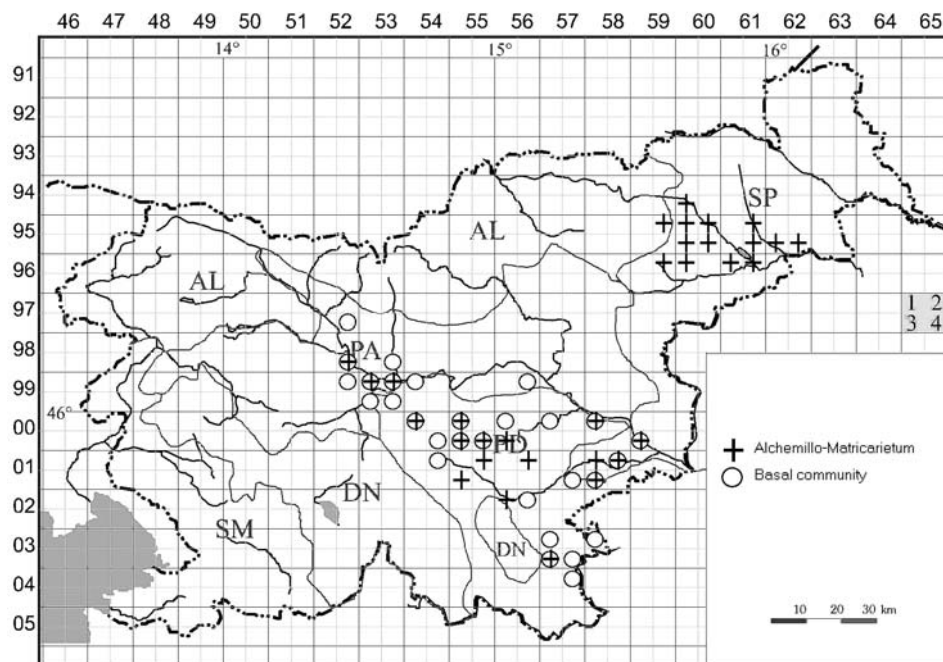 46 47 48 49 50 51 52 53 54 55 56 57 58 59 60 61 62 63 64 65
14° 15° 16°
91
92
93
94
SP
95
AL
96
AL
97
1 2
3 4
98
PA
99
46°
00
PD
Alchemillo-Matricarietum
Basal community
01
DN
02
SM
03
DN
04
10 20 30 km
05